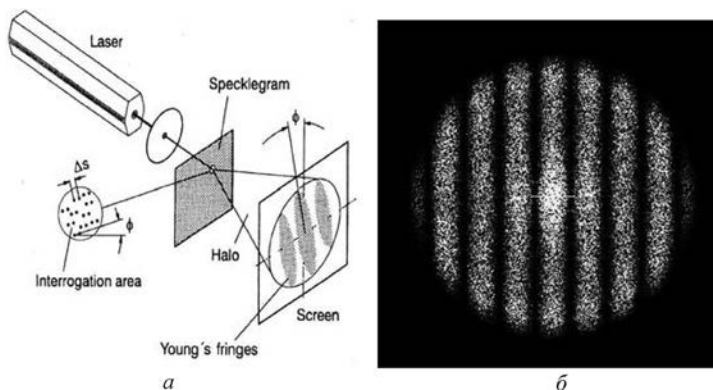 Laser
Specklegram
ϕ
Δs
ϕ
Interrogation area
Halo
Screen
Young´s fringes
а
б